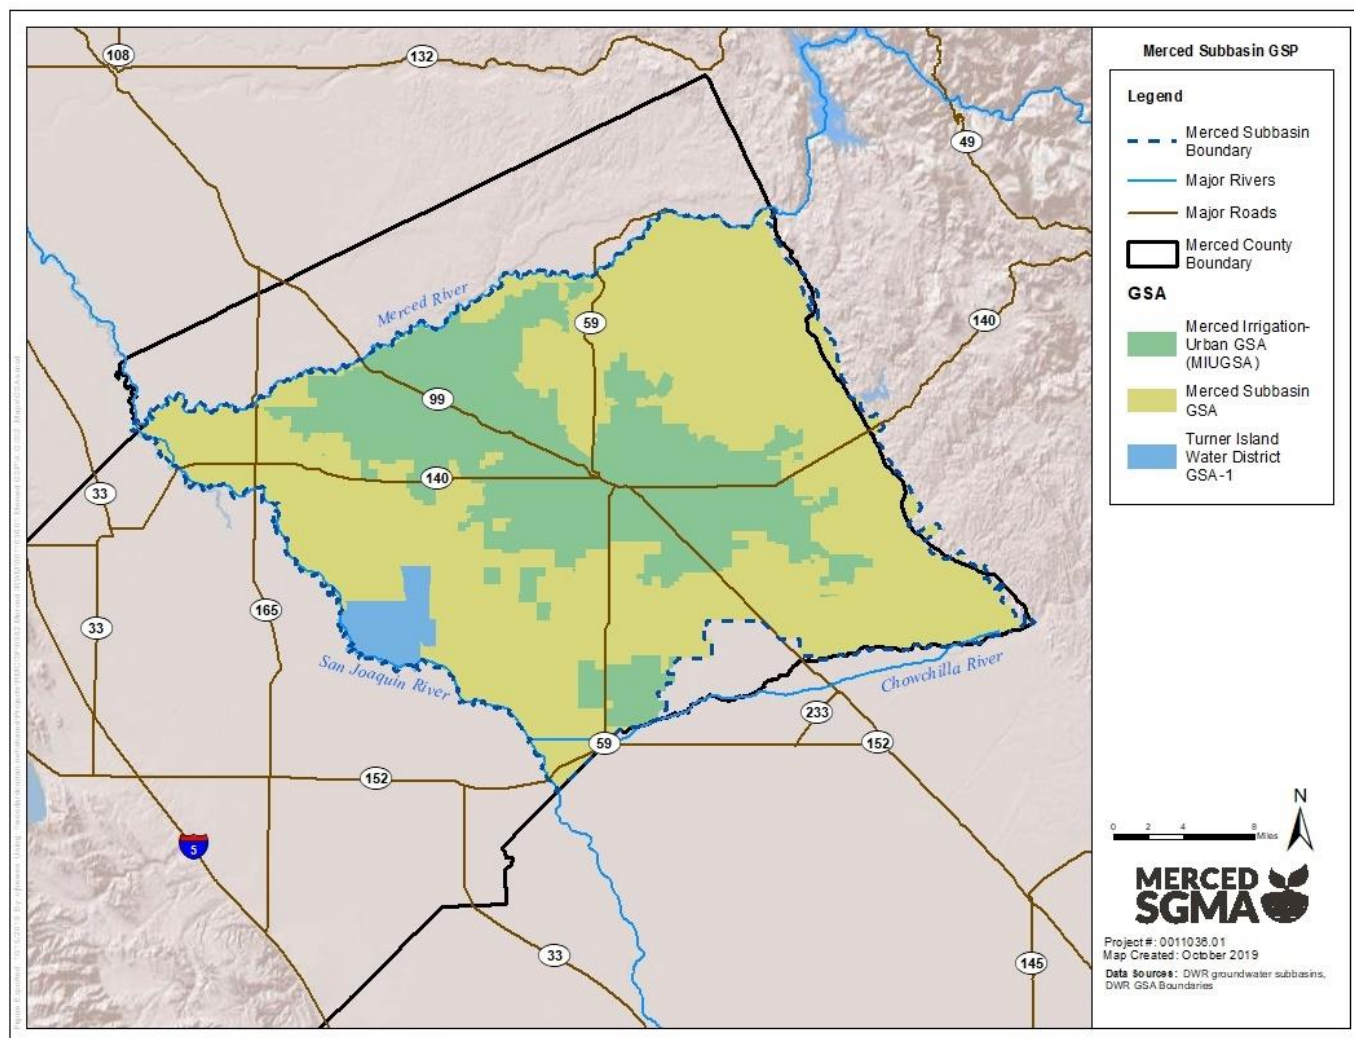 108
132
49
Merced River
59
140
99
140
33
165
33
San Joaquin River
Chowchilla River
233
59
152
152
5
33
145
Merced Subbasin GSP
Legend
Merced Subbasin
Boundary
Major Rivers
Major Roads
Merced County
Boundary
GSA
Merced Irrigation-
Urban GSA
(MIUGSA)
Merced Subbasin
GSA
Turner Island
Water District
GSA-1
N
0 2 4 8
Miles
MERCED
SGMA
Project #: 0011036.01
Map Created: October 2019
Data Sources: DWR groundwater subbasins,
DWR GSA Boundaries